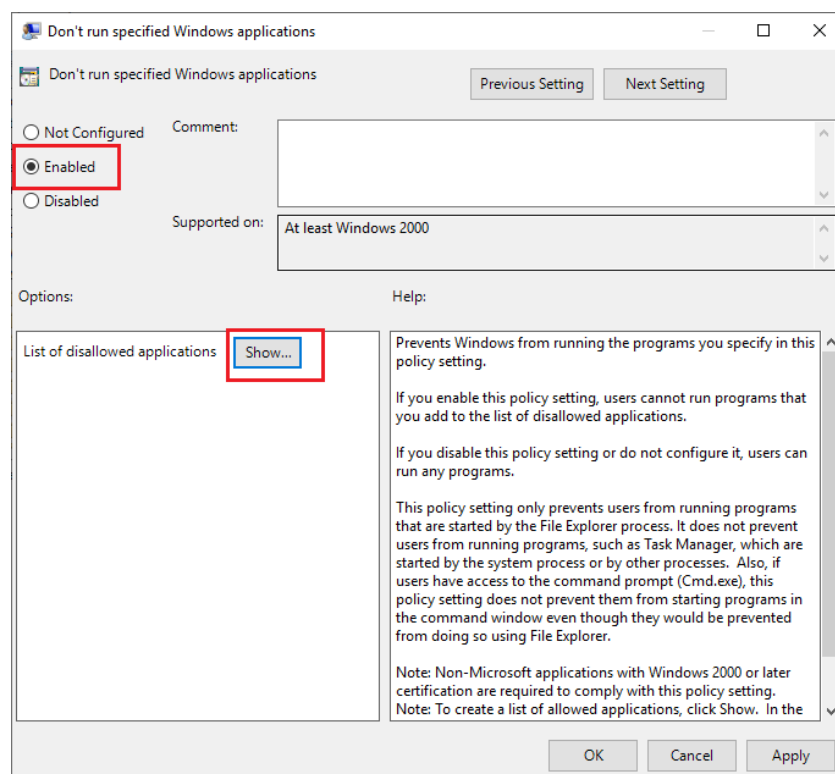 Don't run specified Windows applications
Don't run specified Windows applications
Previous Setting
Next Setting
Not Configured
Comment:
Enabled
Disabled
Supported on:
At least Windows 2000
Options:
Help:
List of disallowed applications
Show...
Prevents Windows from running the programs you specify in this
policy setting.
If you enable this policy setting, users cannot run programs that
you add to the list of disallowed applications.
If you disable this policy setting or do not configure it, users can
run any programs.
This policy setting only prevents users from running programs
that are started by the File Explorer process. It does not prevent
users from running programs, such as Task Manager, which are
started by the system process or by other processes.  Also, if
users have access to the command prompt (Cmd.exe), this
policy setting does not prevent them from starting programs in
the command window even though they would be prevented
from doing so using File Explorer.
Note: Non-Microsoft applications with Windows 2000 or later
certification are required to comply with this policy setting.
Note: To create a list of allowed applications, click Show.  In the
OK
Cancel
Apply